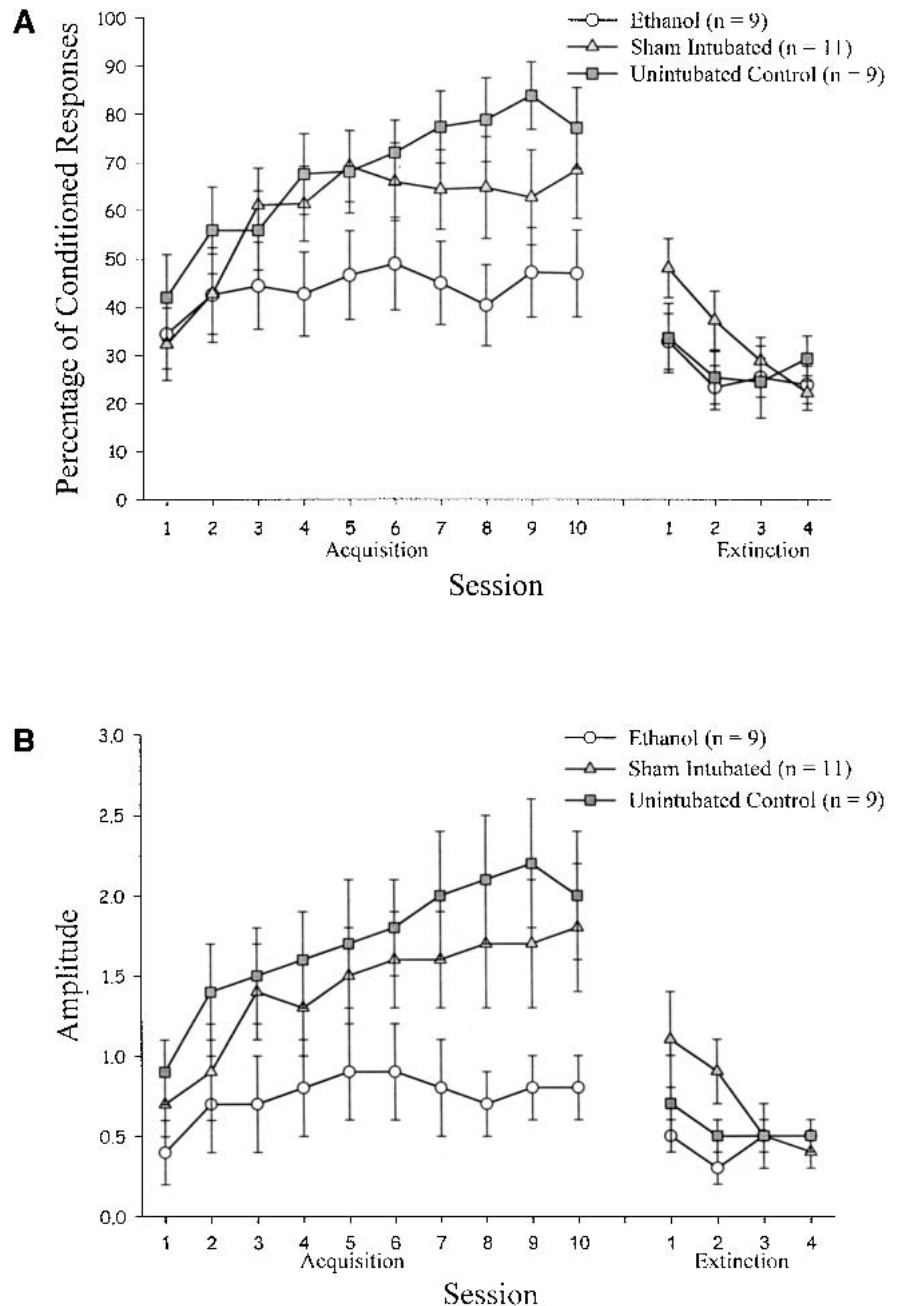 A
Percentage of Conditioned Responses
100
90
80
70
60
50
40
30
20
10
0
Ethanol (n = 9)
Sham Intubated (n = 11)
Unintubated Control (n = 9)
1 2 3 4 5 6 7 8 9 10 1 2 3 4
Acquisition Extinction
Session
B
Amplitude
3.0
2.5
2.0
1.5
1.0
0.5
0.0
Ethanol (n = 9)
Sham Intubated (n = 11)
Unintubated Control (n = 9)
1 2 3 4 5 6 7 8 9 10 1 2 3 4
Acquisition Extinction
Session